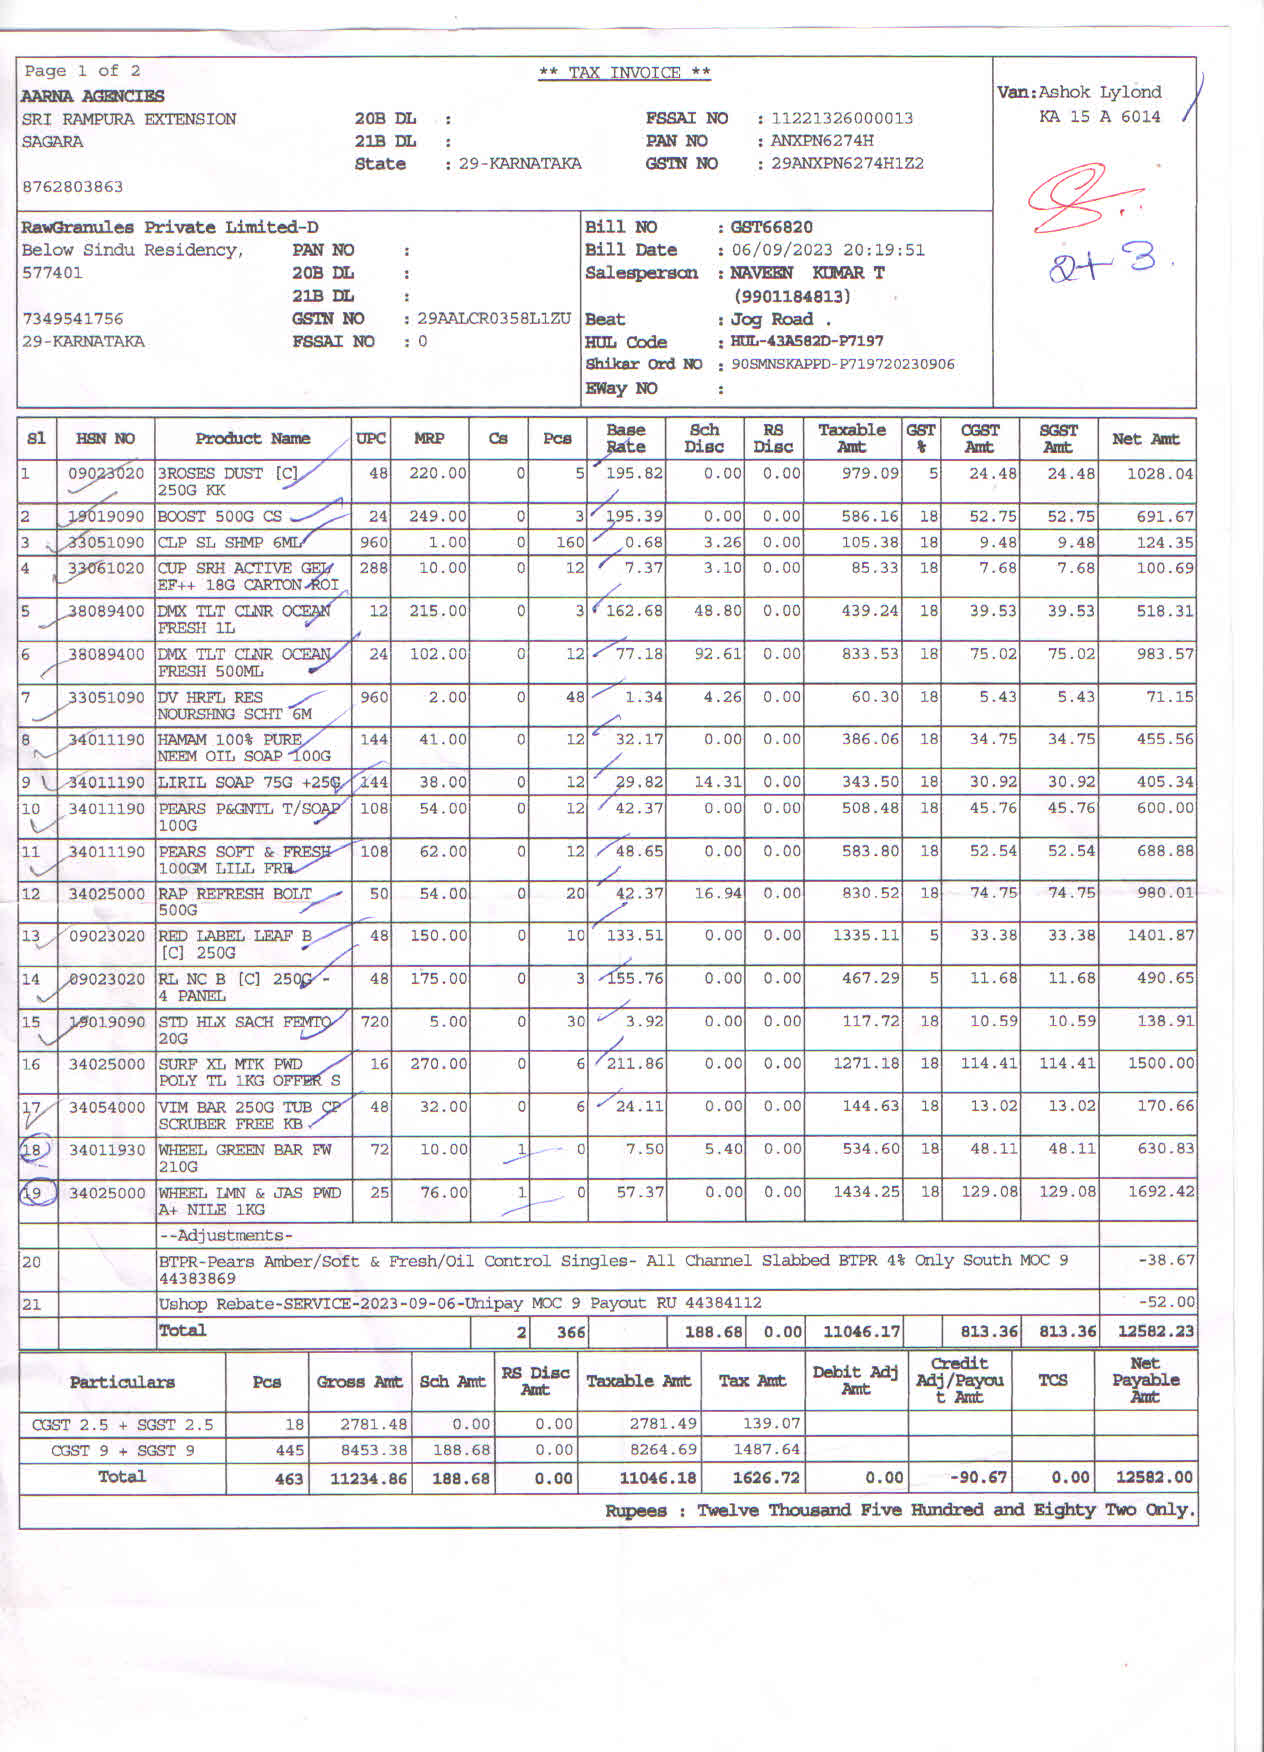 Page 1 of 2
** TAX INVOICE **
AARNA AGENCIES
Van:Ashok Lylond
SRI RAMPURA EXTENSION 20B DL : FSSAI NO : 11221326000013 KA 15 A 6014
SAGARA 21B DL : PAN NO : ANXPN6274H
State : 29-KARNATAKA GSTN NO : 29ANXPN6274H1Z2
8762803863
2+3
RawGranules Private Limited-D
Below Sindu Residency, PAN NO :
577401 20B DL :
21B DL :
7349541756 GSTN NO : 29AALCR0358L1ZU
29-KARNATAKA FSSAI NO : 0
Bill NO : GST66820
Bill Date : 06/09/2023 20:19:51
Salesperson : NAVEEN KUMAR T
(9901184813)
Beat : Jog Road .
HUL Code : HUL-43A582D-P7197
Shikar Ord NO : 90SMNSKAPPD-P719720230906
EWay NO :
Sl HSN NO Product Name UPC MRP Cs Pcs Base Rate Sch Disc RS Disc Taxable Amt GST % CGST Amt SGST Amt Net Amt
1 09023020 3ROSES DUST [C] 48 220.00 0 5 195.82 0.00 0.00 979.09 5 24.48 24.48 1028.04
250G KK
2 19019090 BOOST 500G CS 24 249.00 0 3 195.39 0.00 0.00 586.16 18 52.75 52.75 691.67
3 33051090 CLP SL SHMP 6ML 960 1.00 0 160 0.68 3.26 0.00 105.38 18 9.48 9.48 124.35
4 33061020 CUP SRH ACTIVE GEL 288 10.00 0 12 7.37 3.10 0.00 85.33 18 7.68 7.68 100.69
EF++ 18G CARTON ROI
5 38089400 DMX TLT CLNR OCEAN 12 215.00 0 3 162.68 48.80 0.00 439.24 18 39.53 39.53 518.31
FRESH 1L
6 38089400 DMX TLT CLNR OCEAN 24 102.00 0 12 77.18 92.61 0.00 833.53 18 75.02 75.02 983.57
FRESH 500ML
7 33051090 DV HRFL RES 960 2.00 0 48 1.34 4.26 0.00 60.30 18 5.43 5.43 71.15
NOURSHNG SCHT 6M
8 34011190 HAMAM 100% PURE 144 41.00 0 12 32.17 0.00 0.00 386.06 18 34.75 34.75 455.56
NEEM OIL SOAP 100G
9 34011190 LIRIL SOAP 75G +25G 144 38.00 0 12 29.82 14.31 0.00 343.50 18 30.92 30.92 405.34
10 34011190 PEARS P&GNTL T/SOAP 108 54.00 0 12 42.37 0.00 0.00 508.48 18 45.76 45.76 600.00
100G
11 34011190 PEARS SOFT & FRESH 108 62.00 0 12 48.65 0.00 0.00 583.80 18 52.54 52.54 688.88
100GM LILL FRE
12 34025000 RAP REFRESH BOLT 50 54.00 0 20 42.37 16.94 0.00 830.52 18 74.75 74.75 980.01
500G
13 09023020 RED LABEL LEAF B 48 150.00 0 10 133.51 0.00 0.00 1335.11 5 33.38 33.38 1401.87
[C] 250G
14 09023020 RL NC B [C] 250G - 48 175.00 0 3 155.76 0.00 0.00 467.29 5 11.68 11.68 490.65
4 PANEL
15 19019090 STD HLX SACH FEMTO 720 5.00 0 30 3.92 0.00 0.00 117.72 18 10.59 10.59 138.91
20G
16 34025000 SURF XL MTK PWD 16 270.00 0 6 211.86 0.00 0.00 1271.18 18 114.41 114.41 1500.00
POLY TL 1KG OFFER S
17 34054000 VIM BAR 250G TUB CP 48 32.00 0 6 24.11 0.00 0.00 144.63 18 13.02 13.02 170.66
SCRUBER FREE KB
18 34011930 WHEEL GREEN BAR FW 72 10.00 1 0 7.50 5.40 0.00 534.60 18 48.11 48.11 630.83
210G
19 34025000 WHEEL LMN & JAS PWD 25 76.00 1 0 57.37 0.00 0.00 1434.25 18 129.08 129.08 1692.42
A+ NILE 1KG
--Adjustments-
20 BTPR-Pears Amber/Soft & Fresh/Oil Control Singles- All Channel Slabbed BTPR 4% Only South MOC 9 -38.67
44383869
21 Ushop Rebate-SERVICE-2023-09-06-Unipay MOC 9 Payout RU 44384112 -52.00
Total 2 366 188.68 0.00 11046.17 813.36 813.36 12582.23
Particulars Pcs Gross Amt Sch Amt RS Disc Amt Taxable Amt Tax Amt Debit Adj Amt Credit Adj/Payou t Amt TCS Net Payable Amt
CGST 2.5 + SGST 2.5 18 2781.48 0.00 0.00 2781.49 139.07
CGST 9 + SGST 9 445 8453.38 188.68 0.00 8264.69 1487.64
Total 463 11234.86 188.68 0.00 11046.18 1626.72 0.00 -90.67 0.00 12582.00
Rupees : Twelve Thousand Five Hundred and Eighty Two Only.